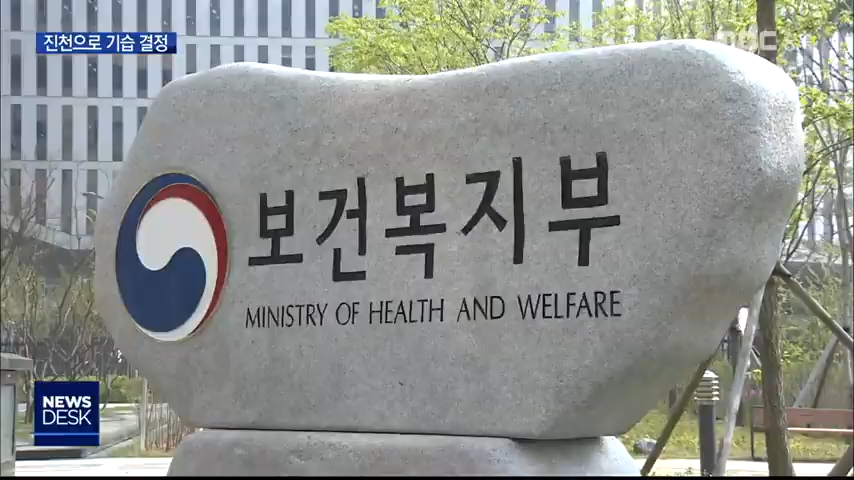 진천으로 기습 결정
MBC
보건복지부
MINISTRY OF HEALTH AND WELFARE
NEWS
DESK